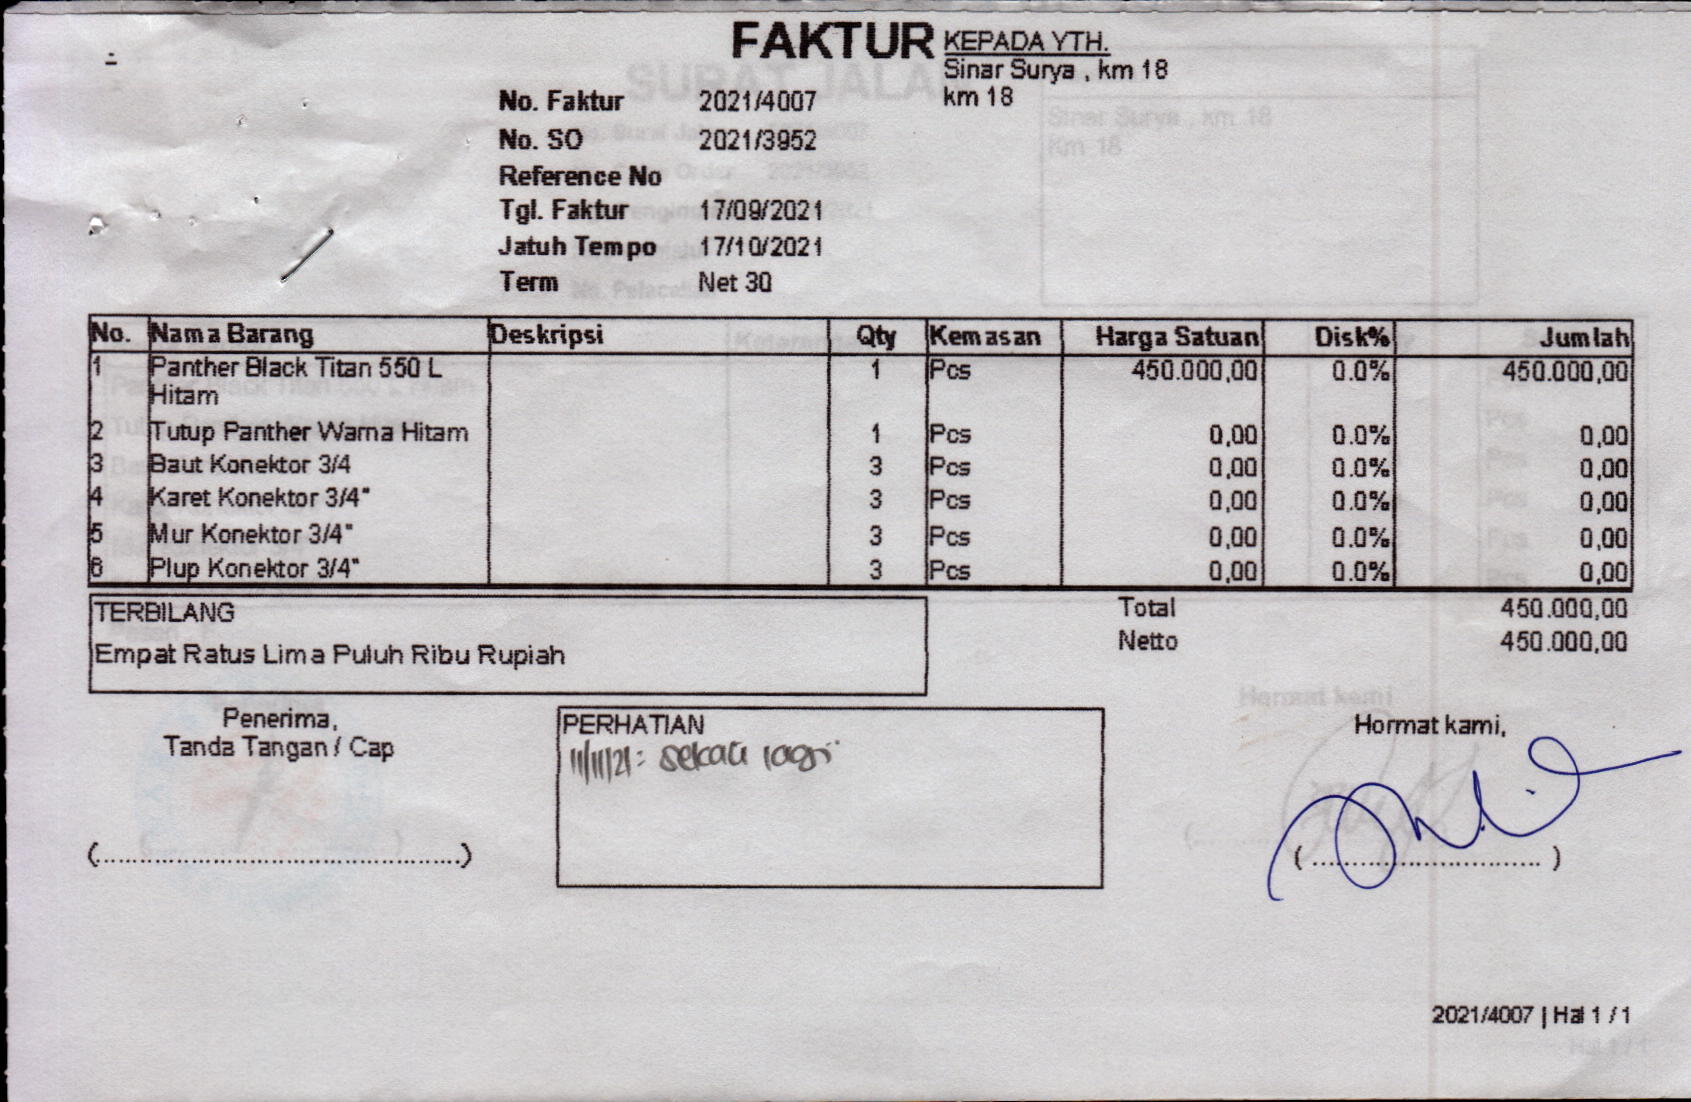 FAKTUR
KEPADA YTH.
Sinar Surya , km 18
km 18
No. Faktur 2021/4007
No. SO 2021/3952
Reference No
Tgl. Faktur 17/09/2021
Jatuh Tempo 17/10/2021
Term Net 30
No. Nama Barang Deskripsi Qty Kemasan Harga Satuan Disk% Jumlah
1 Panther Black Titan 550 L 1 Pcs 450.000,00 0.0% 450.000,00
Hitam
2 Tutup Panther Warna Hitam 1 Pcs 0,00 0.0% 0,00
3 Baut Konektor 3/4 3 Pcs 0,00 0.0% 0,00
4 Karet Konektor 3/4" 3 Pcs 0,00 0.0% 0,00
5 Mur Konektor 3/4" 3 Pcs 0,00 0.0% 0,00
6 Plup Konektor 3/4" 3 Pcs 0,00 0.0% 0,00
TERBILANG
Empat Ratus Lima Puluh Ribu Rupiah
Total 450.000,00
Netto 450.000,00
Penerima,
Tanda Tangan / Cap
(..................................................)
PERHATIAN
11/11/21: sekali lagi
Hormat kami,
(...............................)
2021/4007 | Hal 1 / 1